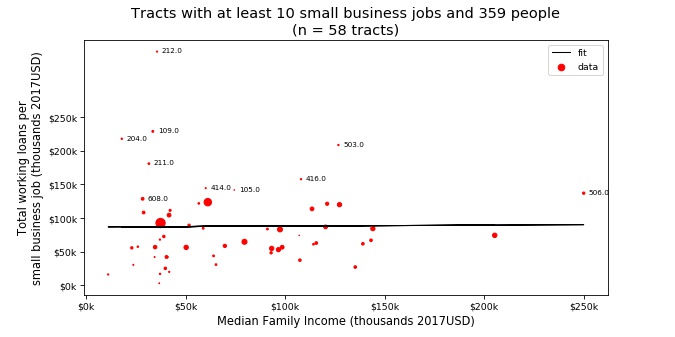 Tracts with at least 10 small business jobs and 359 people
(n = 58 tracts)
fit
data
212.0
109.0
204.0
503.0
211.0
416.0
414.0
105.0
506.0
608.0
$250k
$200k
$150k
$100k
$50k
$0k
Total working loans per
small business job (thousands 2017USD)
$0k $50k $100k $150k $200k $250k
Median Family Income (thousands 2017USD)